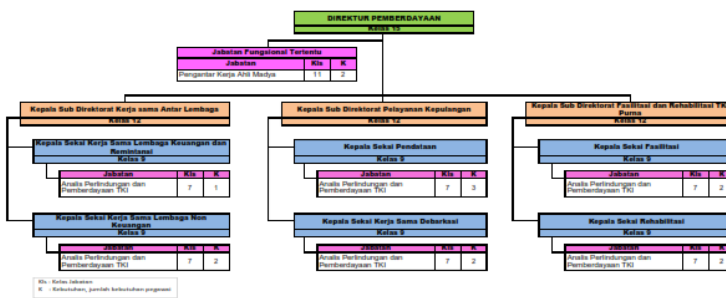 DIREKTUR PEMBERDAYAAN
Kelas 15
Jabatan Fungsional Tertentu
Jabatan Kls K
Pengantar Kerja Ahli Madya 11 2
Kepala Sub Direktorat Kerja sama Antar Lembaga
Kelas 12
Kepala Seksi Kerja Sama Lembaga Keuangan dan
Remintansi
Kelas 9
Jabatan Kls K
Analis Perlindungan dan
Pemberdayaan TKI 7 1
Kepala Seksi Kerja Sama Lembaga Non
Keuangan
Kelas 9
Jabatan Kls K
Analis Perlindungan dan
Pemberdayaan TKI 7 2
Kepala Sub Direktorat Pelayanan Kepulangan
Kelas 12
Kepala Seksi Pendataan
Kelas 9
Jabatan Kls K
Analis Perlindungan dan
Pemberdayaan TKI 7 3
Kepala Seksi Kerja Sama Debarkasi
Kelas 9
Jabatan Kls K
Analis Perlindungan dan
Pemberdayaan TKI 7 2
Kepala Sub Direktorat Fasilitasi dan Rehabilitasi TKI
Purna
Kelas 12
Kepala Seksi Fasilitasi
Kelas 9
Jabatan Kls K
Analis Perlindungan dan
Pemberdayaan TKI 7 2
Kepala Seksi Rehabilitasi
Kelas 9
Jabatan Kls K
Analis Perlindungan dan
Pemberdayaan TKI 7 2
Kls : Kelas Jabatan
K : Kebutuhan, jumlah kebutuhan pegawai